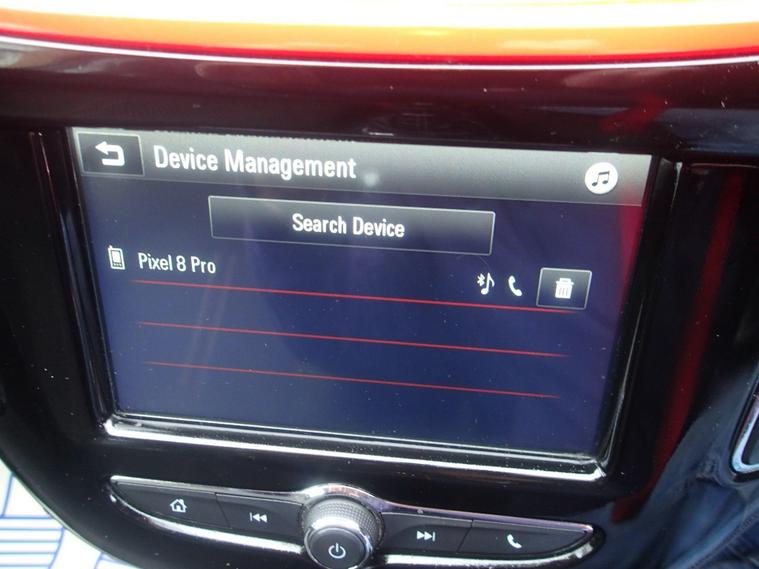 Device Management
Search Device
Pixel 8 Pro